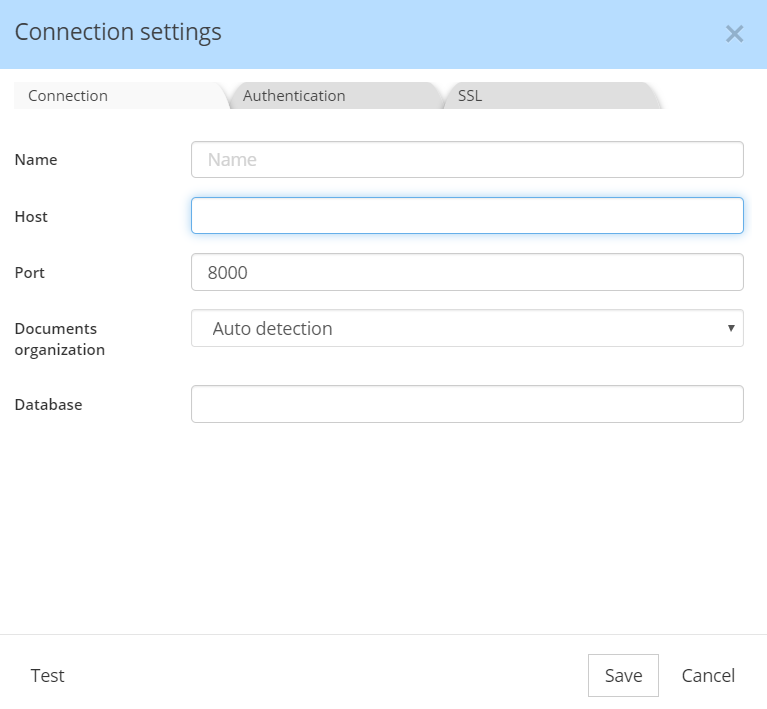 Connection settings
Connection Authentication SSL
Name Name
Host
Port 8000
Documents organization Auto detection
Database
Test Save Cancel